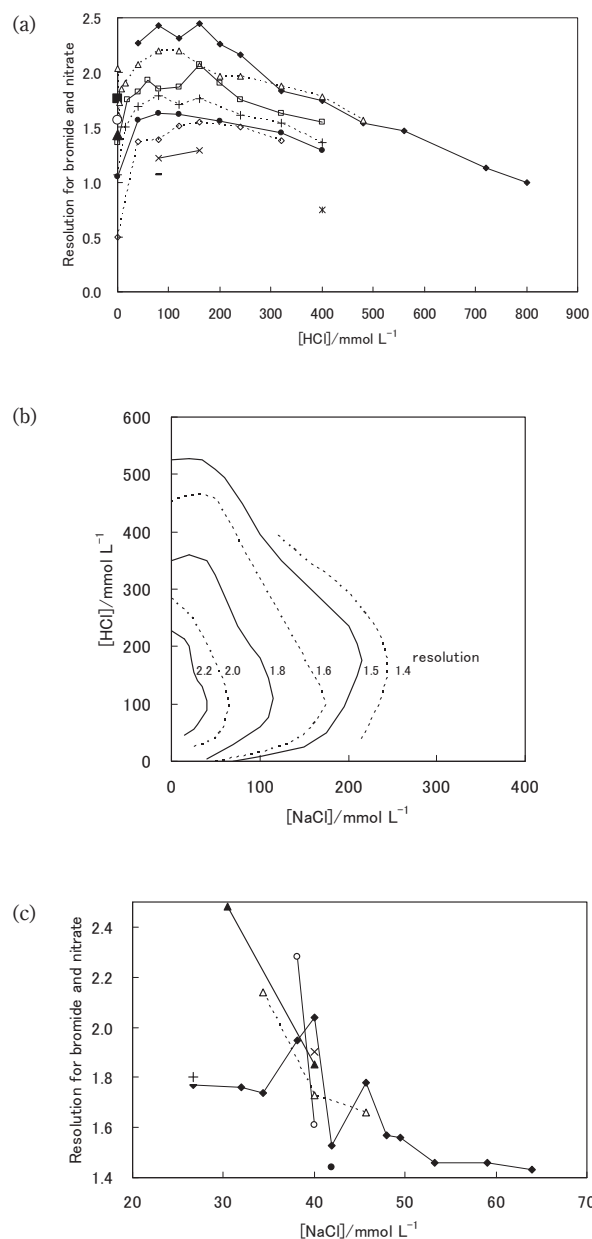 (a)
Resolution for bromide and nitrate
2.5
2.0
1.5
1.0
0.5
0.0
0 100 200 300 400 500 600 700 800 900
[HCl]/mmol L⁻¹
(b)
[HCl]/mmol L⁻¹
600
500
400
300
200
100
0
2.2 2.0 1.8 1.6 1.5 1.4 resolution
0 100 200 300 400
[NaCl]/mmol L⁻¹
(c)
Resolution for bromide and nitrate
2.4
2.2
2.0
1.8
1.6
1.4
20 30 40 50 60 70
[NaCl]/mmol L⁻¹